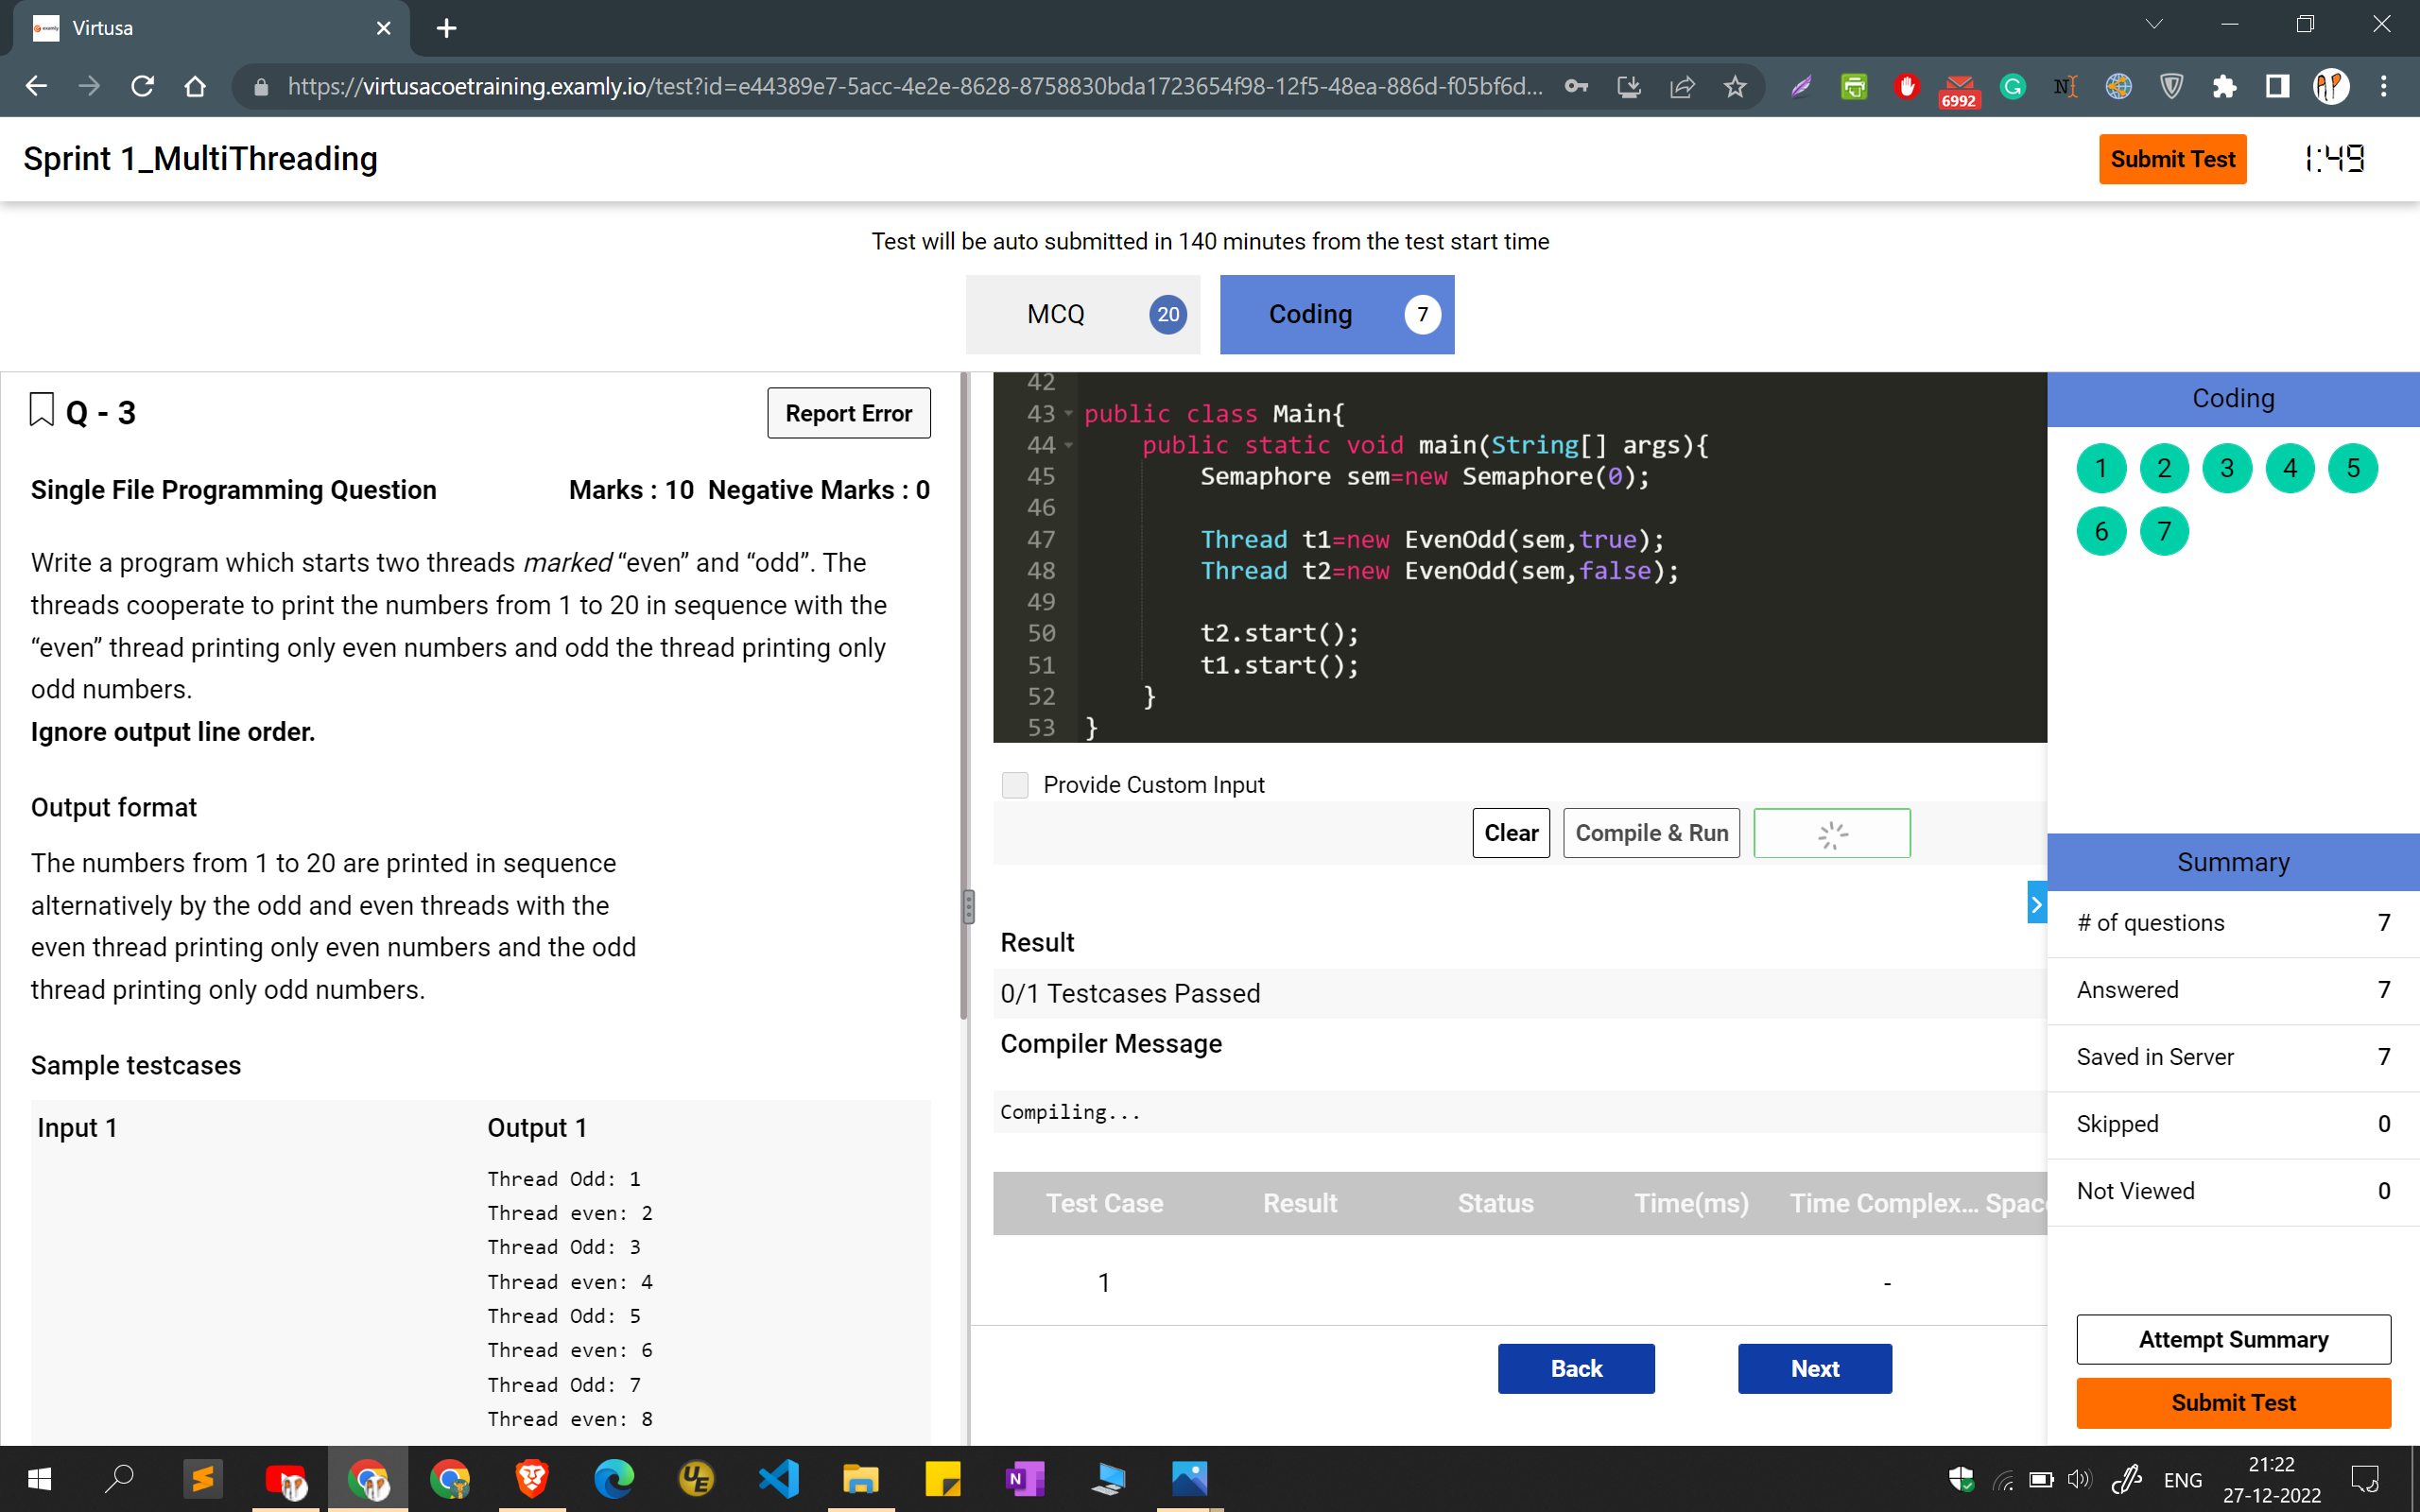 Virtusa
https://virtusacoetraining.examly.io/test?id=e44389e7-5acc-4e2e-8628-8758830bda1723654f98-12f5-48ea-886d-f05bf6d...
6992
Sprint 1_MultiThreading
Submit Test
1:49
Test will be auto submitted in 140 minutes from the test start time
MCQ 20
Coding 7
Q - 3
Report Error
Single File Programming Question
Marks : 10 Negative Marks : 0
Write a program which starts two threads marked “even” and “odd”. The
threads cooperate to print the numbers from 1 to 20 in sequence with the
“even” thread printing only even numbers and odd the thread printing only
odd numbers.
Ignore output line order.
Output format
The numbers from 1 to 20 are printed in sequence
alternatively by the odd and even threads with the
even thread printing only even numbers and the odd
thread printing only odd numbers.
Sample testcases
Input 1
Output 1
Thread Odd: 1
Thread even: 2
Thread Odd: 3
Thread even: 4
Thread Odd: 5
Thread even: 6
Thread Odd: 7
Thread even: 8
42
43 public class Main{
44 public static void main(String[] args){
45 Semaphore sem=new Semaphore(0);
46
47 Thread t1=new EvenOdd(sem,true);
48 Thread t2=new EvenOdd(sem,false);
49
50 t2.start();
51 t1.start();
52 }
53 }
Provide Custom Input
Clear
Compile & Run
Result
0/1 Testcases Passed
Compiler Message
Compiling...
Test Case Result Status Time(ms) Time Complex... Spac
1 -
Back
Next
Coding
1 2 3 4 5
6 7
Summary
# of questions 7
Answered 7
Saved in Server 7
Skipped 0
Not Viewed 0
Attempt Summary
Submit Test
ENG
21:22
27-12-2022